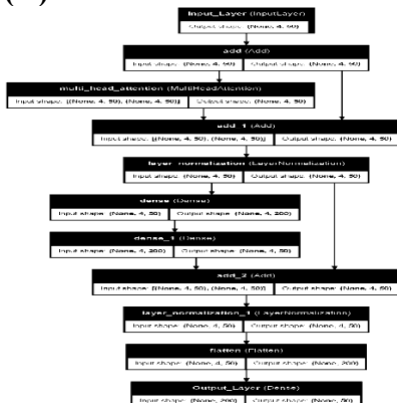 Input_Layer (InputLayer)
Output shape: (None, 4, 50)
add (Add)
Input shape: (None, 4, 50) Output shape: (None, 4, 50)
multi_head_attention (MultiHeadAttention)
Input shape: [(None, 4, 50), (None, 4, 50)] Output shape: (None, 4, 50)
add_1 (Add)
Input shape: [(None, 4, 50), (None, 4, 50)] Output shape: (None, 4, 50)
layer_normalization (LayerNormalization)
Input shape: (None, 4, 50) Output shape: (None, 4, 50)
dense (Dense)
Input shape: (None, 4, 50) Output shape: (None, 4, 200)
dense_1 (Dense)
Input shape: (None, 4, 200) Output shape: (None, 4, 50)
add_2 (Add)
Input shape: [(None, 4, 50), (None, 4, 50)] Output shape: (None, 4, 50)
layer_normalization_1 (LayerNormalization)
Input shape: (None, 4, 50) Output shape: (None, 4, 50)
flatten (Flatten)
Input shape: (None, 4, 50) Output shape: (None, 200)
Output_Layer (Dense)
Input shape: (None, 200) Output shape: (None, 50)